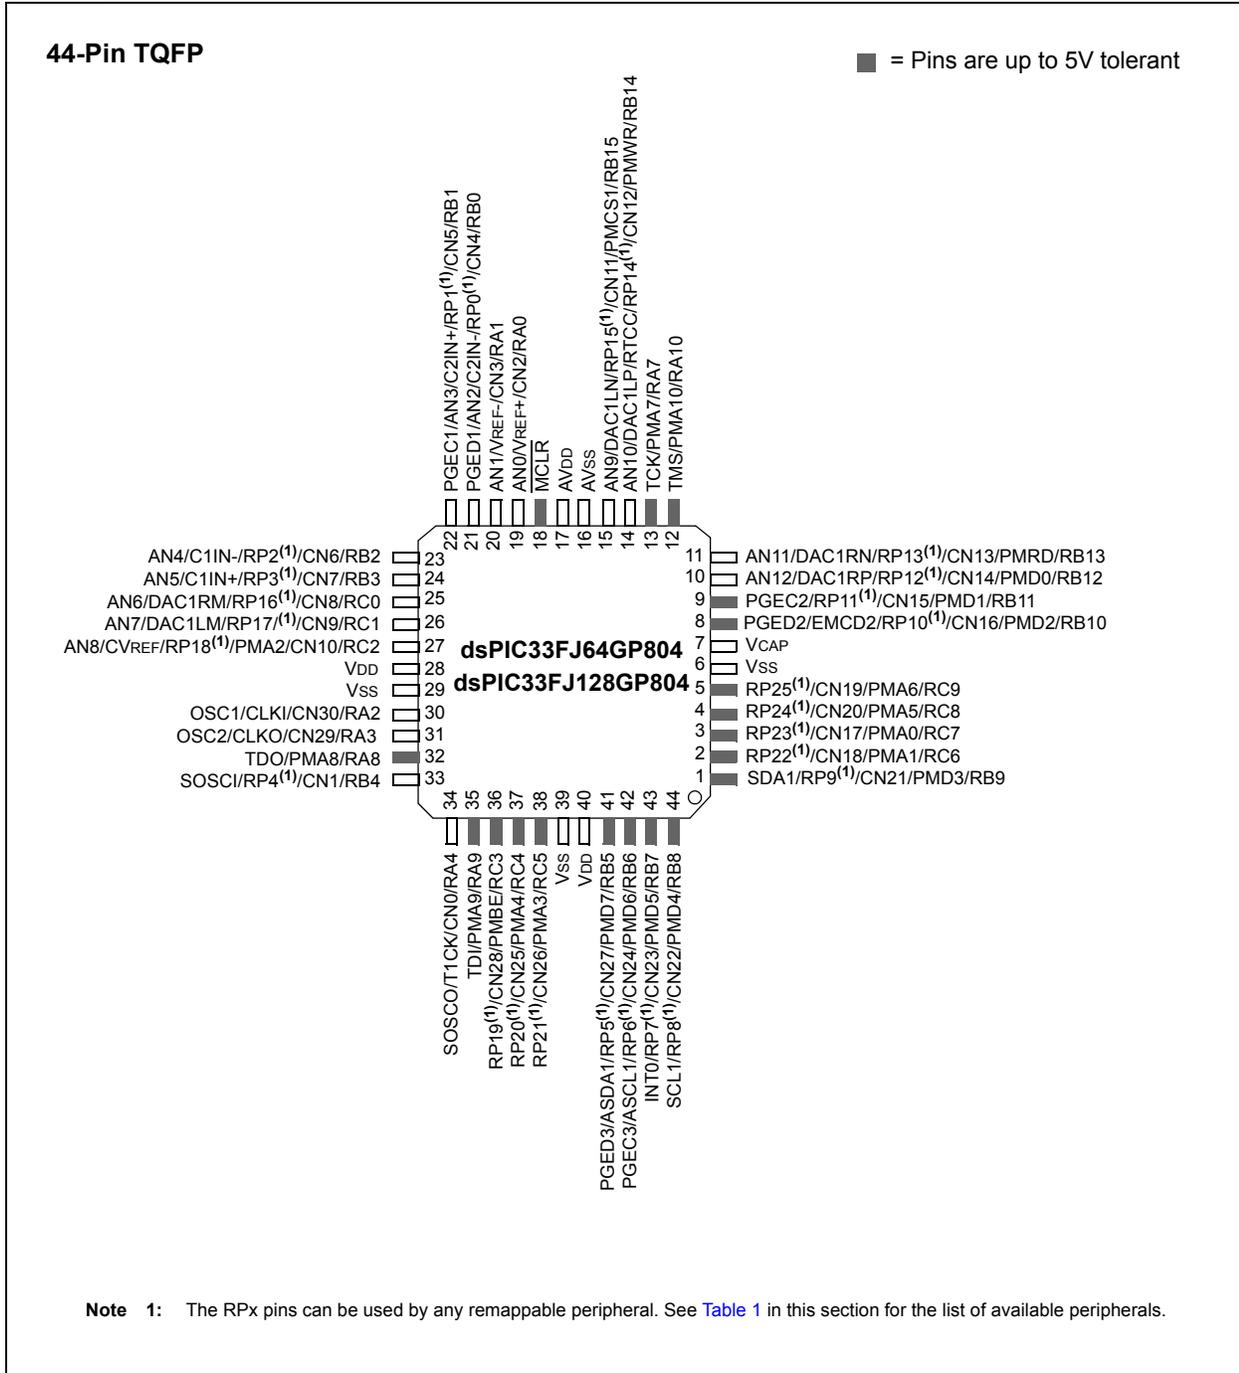 44-Pin TQFP
= Pins are up to 5V tolerant
PGEC1/AN3/C2IN+/RP1(1)/CN5/RB1
PGED1/AN2/C2IN-/RP0(1)/CN4/RB0
AN1/VREF-/CN3/RA1
AN0/VREF+/CN2/RA0
MCLR
AVDD
AVSS
AN9/DAC1LN/RP15(1)/CN11/PMCS1/RB15
AN10/DAC1LP/RTCC/RP14(1)/CN12/PMWR/RB14
TCK/PMA7/RA7
TMS/PMA10/RA10
22
21
20
19
18
17
16
15
14
13
12
AN4/C1IN-/RP2(1)/CN6/RB2 23
AN5/C1IN+/RP3(1)/CN7/RB3 24
AN6/DAC1RM/RP16(1)/CN8/RC0 25
AN7/DAC1LM/RP17/(1)/CN9/RC1 26
AN8/CVREF/RP18(1)/PMA2/CN10/RC2 27
VDD 28
VSS 29
OSC1/CLKI/CN30/RA2 30
OSC2/CLKO/CN29/RA3 31
TDO/PMA8/RA8 32
SOSCI/RP4(1)/CN1/RB4 33
dsPIC33FJ64GP804
dsPIC33FJ128GP804
11 AN11/DAC1RN/RP13(1)/CN13/PMRD/RB13
10 AN12/DAC1RP/RP12(1)/CN14/PMD0/RB12
9 PGEC2/RP11(1)/CN15/PMD1/RB11
8 PGED2/EMCD2/RP10(1)/CN16/PMD2/RB10
7 VCAP
6 VSS
5 RP25(1)/CN19/PMA6/RC9
4 RP24(1)/CN20/PMA5/RC8
3 RP23(1)/CN17/PMA0/RC7
2 RP22(1)/CN18/PMA1/RC6
1 SDA1/RP9(1)/CN21/PMD3/RB9
34
35
36
37
38
39
40
41
42
43
44
SOSCO/T1CK/CN0/RA4
TDI/PMA9/RA9
RP19(1)/CN28/PMBE/RC3
RP20(1)/CN25/PMA4/RC4
RP21(1)/CN26/PMA3/RC5
VSS
VDD
PGED3/ASDA1/RP5(1)/CN27/PMD7/RB5
PGEC3/ASCL1/RP6(1)/CN24/PMD6/RB6
INT0/RP7(1)/CN23/PMD5/RB7
SCL1/RP8(1)/CN22/PMD4/RB8
Note 1: The RPx pins can be used by any remappable peripheral. See Table 1 in this section for the list of available peripherals.